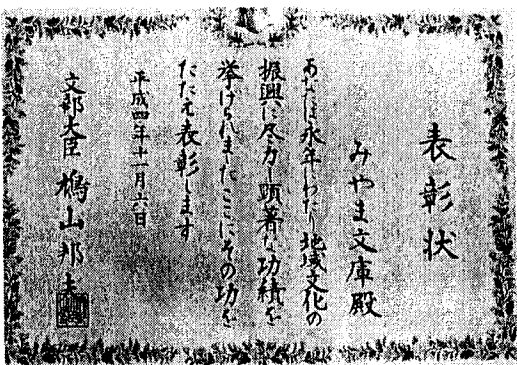 表彰状
みやま文庫殿
あなたは永年にわたり地域文化の
振興に尽力し顕著な功績を
挙げられましたここにその功を
たたえ表彰します
平成四年十一月六日
文部大臣 鳩山邦夫